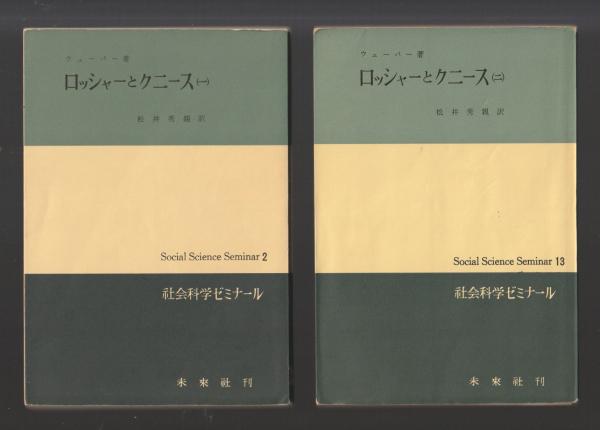 ウェーバー著
ロッシャーとクニース(一)
松井秀親訳
Social Science Seminar 2
社会科学ゼミナール
未來社刊
ウェーバー著
ロッシャーとクニース(二)
松井秀親訳
Social Science Seminar 13
社会科学ゼミナール
未來社刊